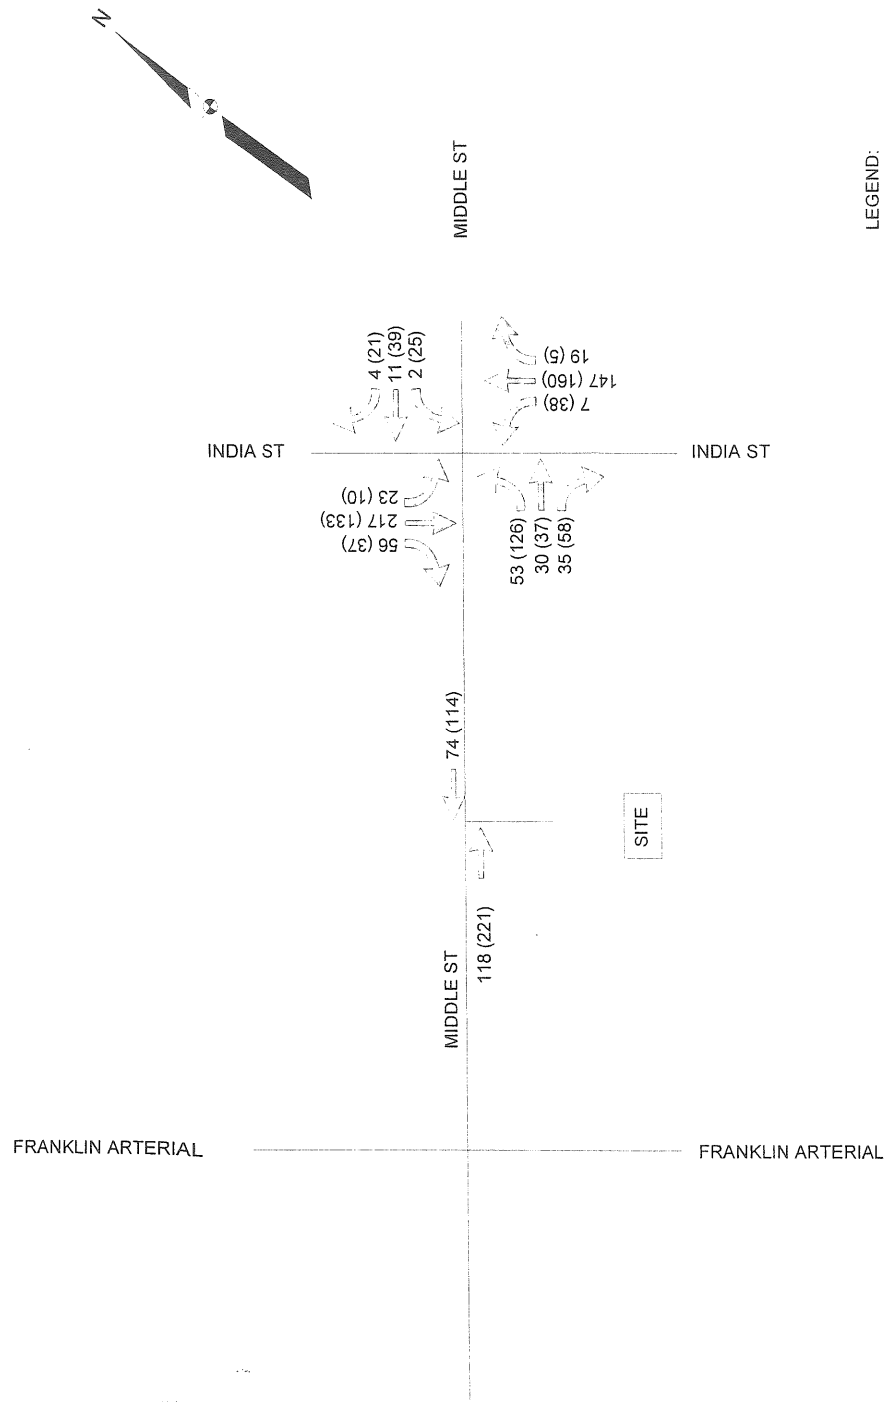 N
MIDDLE ST
LEGEND:
4 (21)
11 (39)
2 (25)
19 (5)
147 (160)
7 (38)
INDIA ST
INDIA ST
23 (10)
217 (133)
56 (37)
53 (126)
30 (37)
35 (58)
74 (114)
SITE
118 (221)
MIDDLE ST
FRANKLIN ARTERIAL
FRANKLIN ARTERIAL